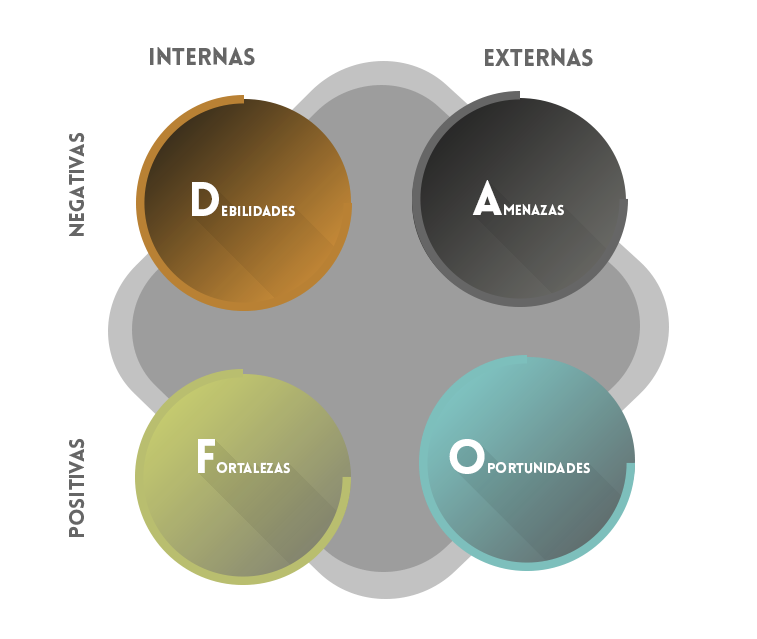 INTERNAS
EXTERNAS
NEGATIVAS
DEBILIDADES
AMENAZAS
POSITIVAS
FORTALEZAS
OPORTUNIDADES